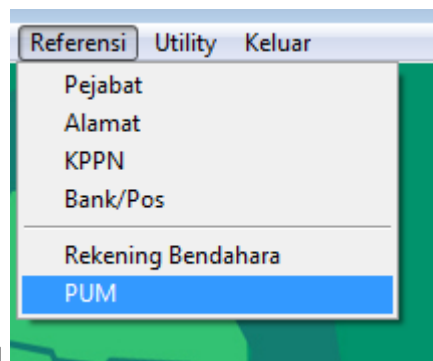 Referensi Utility Keluar
Pejabat
Alamat
KPPN
Bank/Pos
Rekening Bendahara
PUM